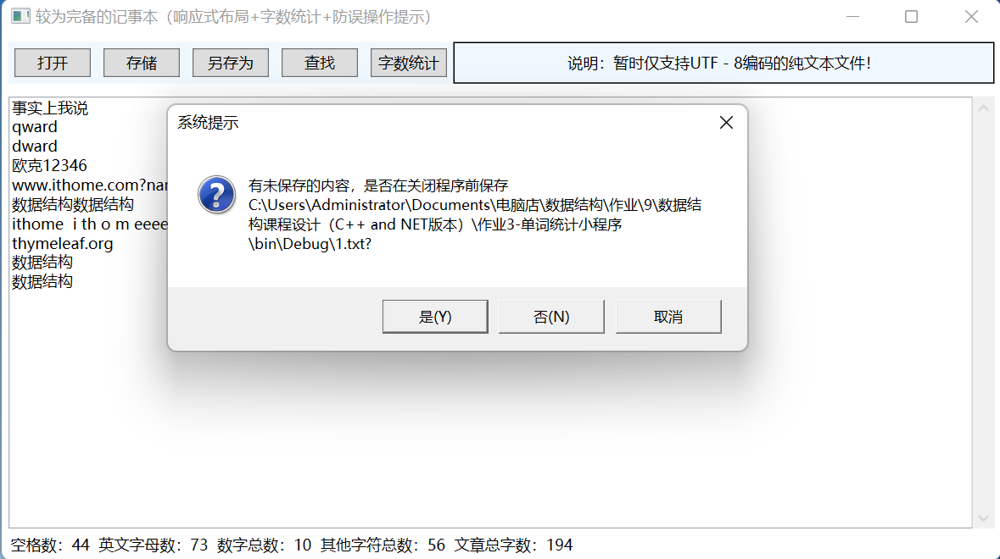 较为完备的记事本（响应式布局+字数统计+防误操作提示）
打开 存储 另存为 查找 字数统计 说明：暂时仅支持UTF - 8编码的纯文本文件！
事实上我说
qward
dward
欧克12346
www.ithome.com?nar
数据结构数据结构
ithome  i th o m eeee
thymeleaf.org
数据结构
数据结构
系统提示
有未保存的内容，是否在关闭程序前保存
C:\Users\Administrator\Documents\电脑店\数据结构\作业\9\数据结
构课程设计（C++ and NET版本）\作业3-单词统计小程序
\bin\Debug\1.txt?
是(Y) 否(N) 取消
空格数：44 英文字母数：73 数字总数：10 其他字符总数：56 文章总字数：194